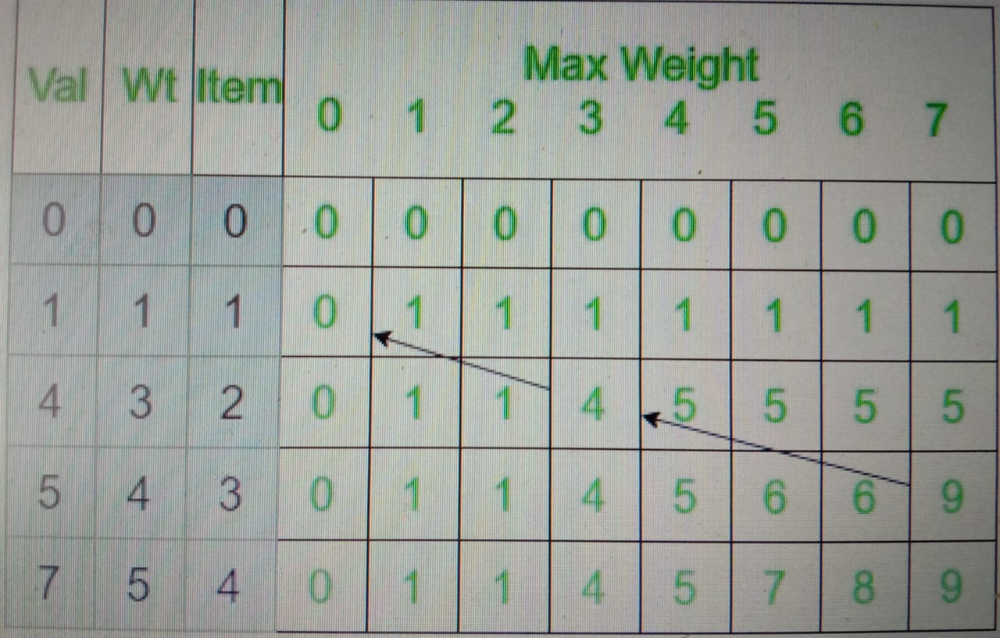 Max Weight
Val Wt Item 0 1 2 3 4 5 6 7
0 0 0 0 0 0 0 0 0 0 0
1 1 1 0 1 1 1 1 1 1 1
4 3 2 0 1 1 4 5 5 5 5
5 4 3 0 1 1 4 5 6 6 9
7 5 4 0 1 1 4 5 7 8 9